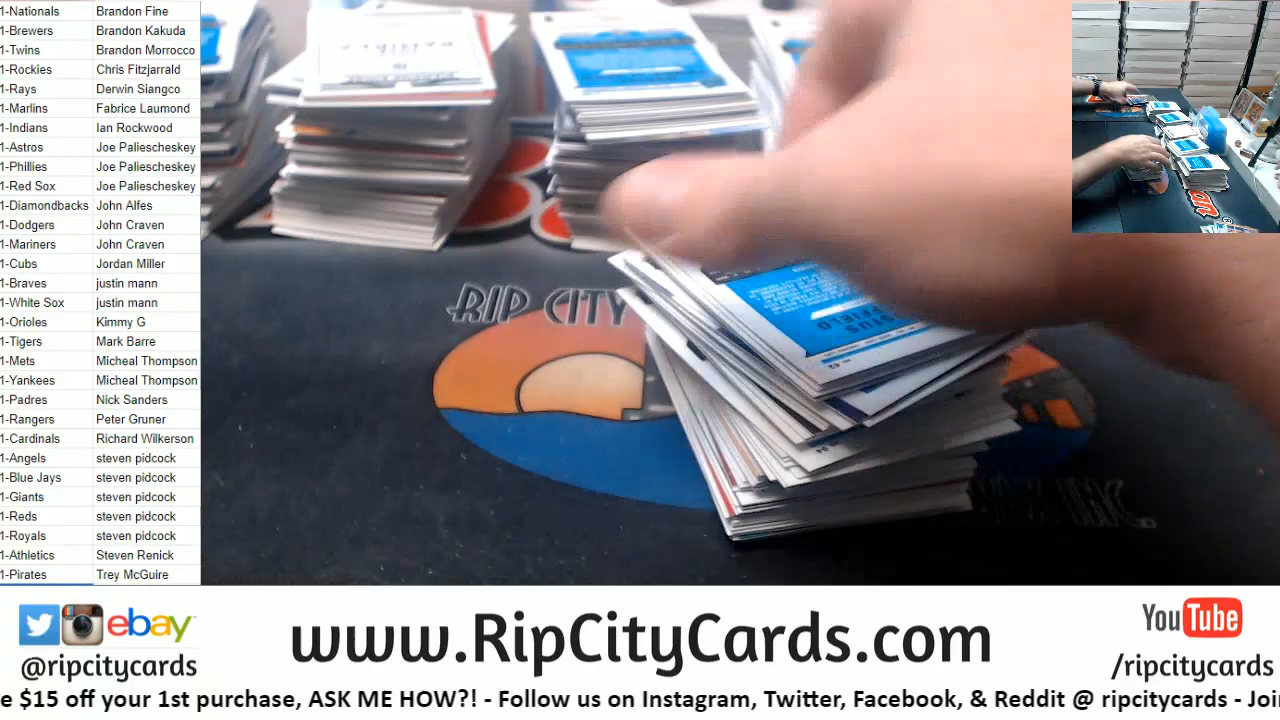 1-Nationals Brandon Fine
1-Brewers Brandon Kakuda
1-Twins Brandon Morrocco
1-Rockies Chris Fitzjarrald
1-Rays Derwin Siangco
1-Marlins Fabrice Laumond
1-Indians Ian Rockwood
1-Astros Joe Paliescheskey
1-Phillies Joe Paliescheskey
1-Red Sox Joe Paliescheskey
1-Diamondbacks John Alfes
1-Dodgers John Craven
1-Mariners John Craven
1-Cubs Jordan Miller
1-Braves justin mann
1-White Sox justin mann
1-Orioles Kimmy G
1-Tigers Mark Barre
1-Mets Micheal Thompson
1-Yankees Micheal Thompson
1-Padres Nick Sanders
1-Rangers Peter Gruner
1-Cardinals Richard Wilkerson
1-Angels steven pidcock
1-Blue Jays steven pidcock
1-Giants steven pidcock
1-Reds steven pidcock
1-Royals steven pidcock
1-Athletics Steven Renick
1-Pirates Trey McGuire
RIP CITY
INC.
ebay
@ripcitycards
www.RipCityCards.com
YouTube
/ripcitycards
e $15 off your 1st purchase, ASK ME HOW?! - Follow us on Instagram, Twitter, Facebook, & Reddit @ ripcitycards - Joi